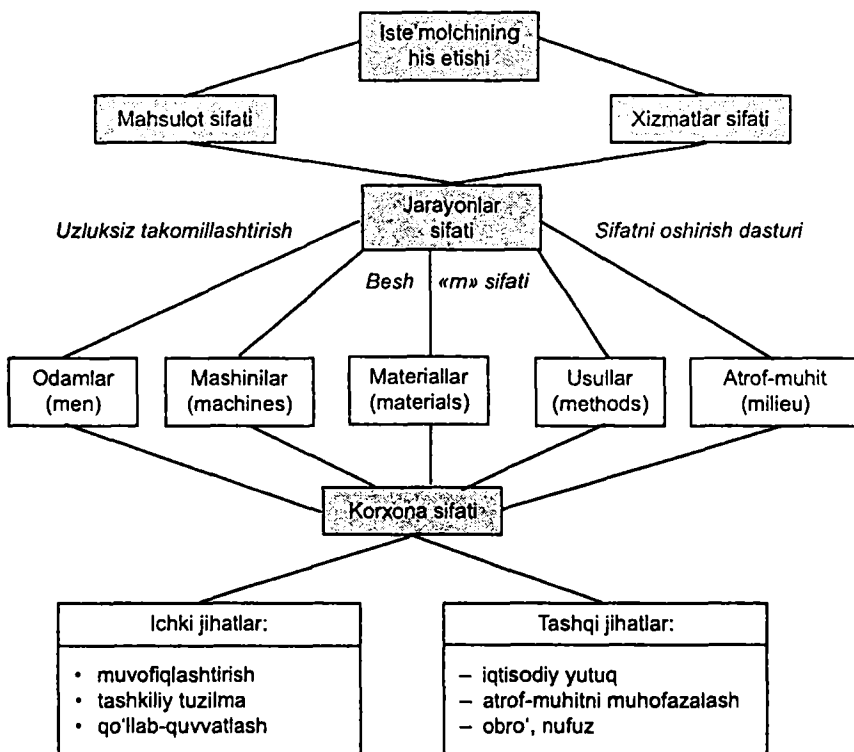 Iste'molchining
his etishi
Mahsulot sifati
Xizmatlar sifati
Jarayonlar
sifati
Uzluksiz takomillashtirish
Sifatni oshirish dasturi
Besh «m» sifati
Odamlar
(men)
Mashinilar
(machines)
Materiallar
(materials)
Usullar
(methods)
Atrof-muhit
(milieu)
Korxona sifati
Ichki jihatlar:
• muvofiqlashtirish
• tashkiliy tuzilma
• qo'llab-quvvatlash
Tashqi jihatlar:
– iqtisodiy yutuq
– atrof-muhitni muhofazalash
– obro', nufuz